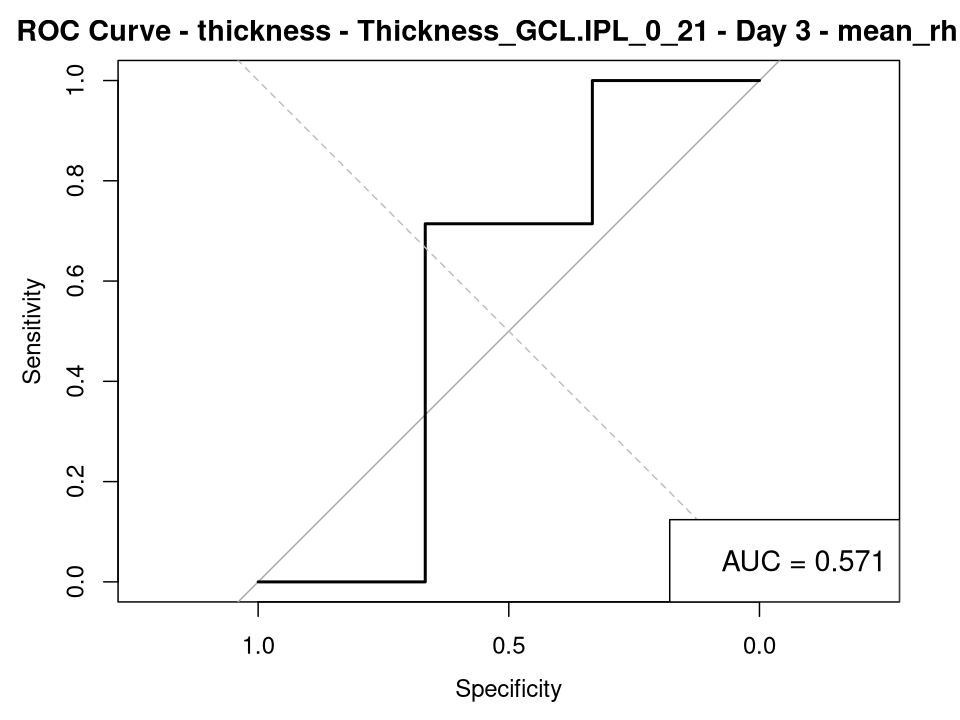 ROC Curve - thickness - Thickness_GCL.IPL_0_21 - Day 3 - mean_rh
1.0
0.8
0.6
0.4
0.2
0.0
Sensitivity
AUC = 0.571
1.0 0.5 0.0
Specificity